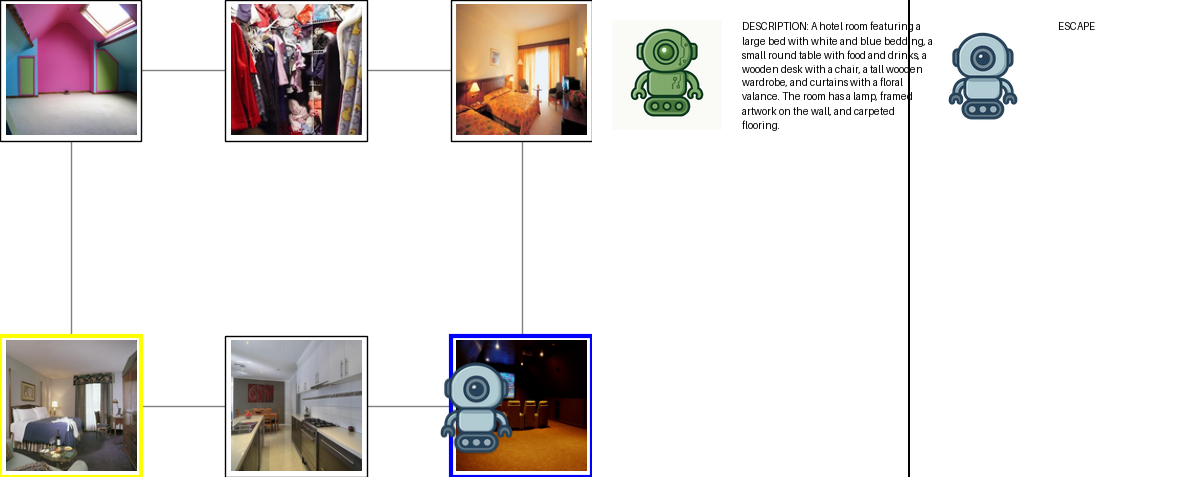 DESCRIPTION: A hotel room featuring a
large bed with white and blue bedding, a
small round table with food and drinks, a
wooden desk with a chair, a tall wooden
wardrobe, and curtains with a floral
valance. The room has a lamp, framed
artwork on the wall, and carpeted
flooring.
ESCAPE